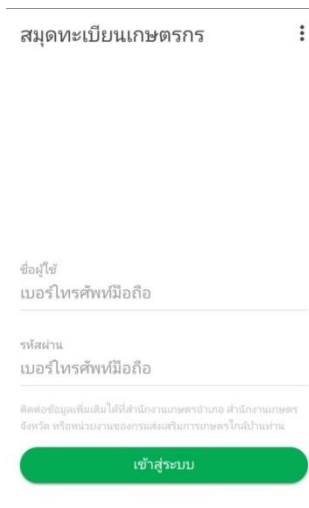 สมุดทะเบียนเกษตรกร
ชื่อผู้ใช้
เบอร์โทรศัพท์มือถือ
รหัสผ่าน
เบอร์โทรศัพท์มือถือ
ติดต่อข้อมูลเพิ่มเติมได้ที่สำนักงานเกษตรอำเภอ สำนักงานเกษตร
จังหวัด หรือหน่วยงานของกรมส่งเสริมการเกษตรใกล้บ้านท่าน
เข้าสู่ระบบ